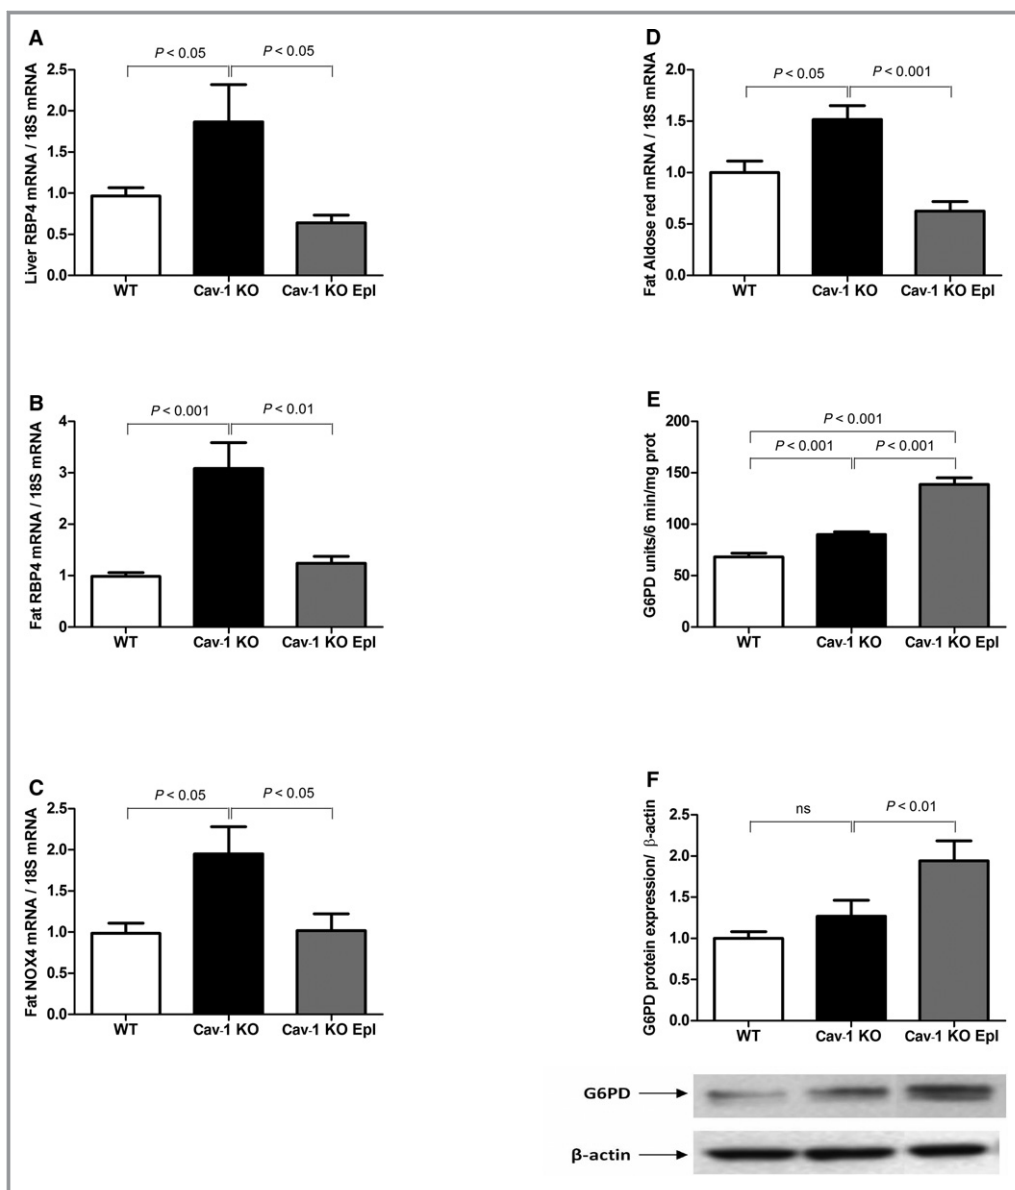 A
P < 0.05 P < 0.05
Liver RBP4 mRNA / 18S mRNA
2.5
2.0
1.5
1.0
0.5
0.0
WT Cav-1 KO Cav-1 KO Epl
B
P < 0.001 P < 0.01
Fat RBP4 mRNA / 18S mRNA
4
3
2
1
0
WT Cav-1 KO Cav-1 KO Epl
C
P < 0.05 P < 0.05
Fat NOX4 mRNA / 18S mRNA
2.5
2.0
1.5
1.0
0.5
0.0
WT Cav-1 KO Cav-1 KO Epl
D
P < 0.05 P < 0.001
Fat Aldose red mRNA / 18S mRNA
2.0
1.5
1.0
0.5
0.0
WT Cav-1 KO Cav-1 KO Epl
E
P < 0.001
P < 0.001 P < 0.001
G6PD units/6 min/mg prot
200
150
100
50
0
WT Cav-1 KO Cav-1 KO Epl
F
ns P < 0.01
G6PD protein expression/ β-actin
2.5
2.0
1.5
1.0
0.5
0.0
WT Cav-1 KO Cav-1 KO Epl
G6PD
β-actin